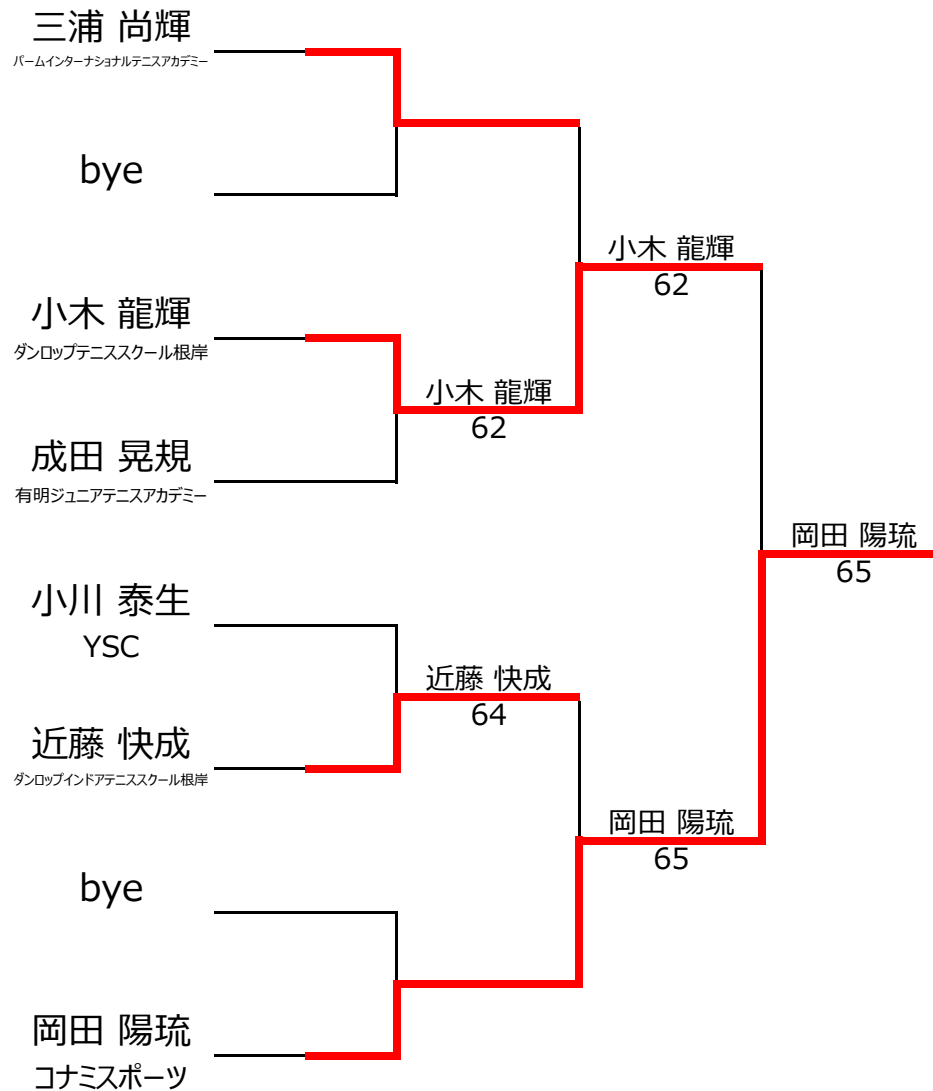 三浦 尚輝
パームインターナショナルテニスアカデミー
bye
小木 龍輝
62
小木 龍輝
ダンロップテニススクール根岸
小木 龍輝
62
成田 晃規
有明ジュニアテニスアカデミー
岡田 陽琉
65
小川 泰生
YSC
近藤 快成
64
近藤 快成
ダンロップインドアテニススクール根岸
岡田 陽琉
65
bye
岡田 陽琉
コナミスポーツ